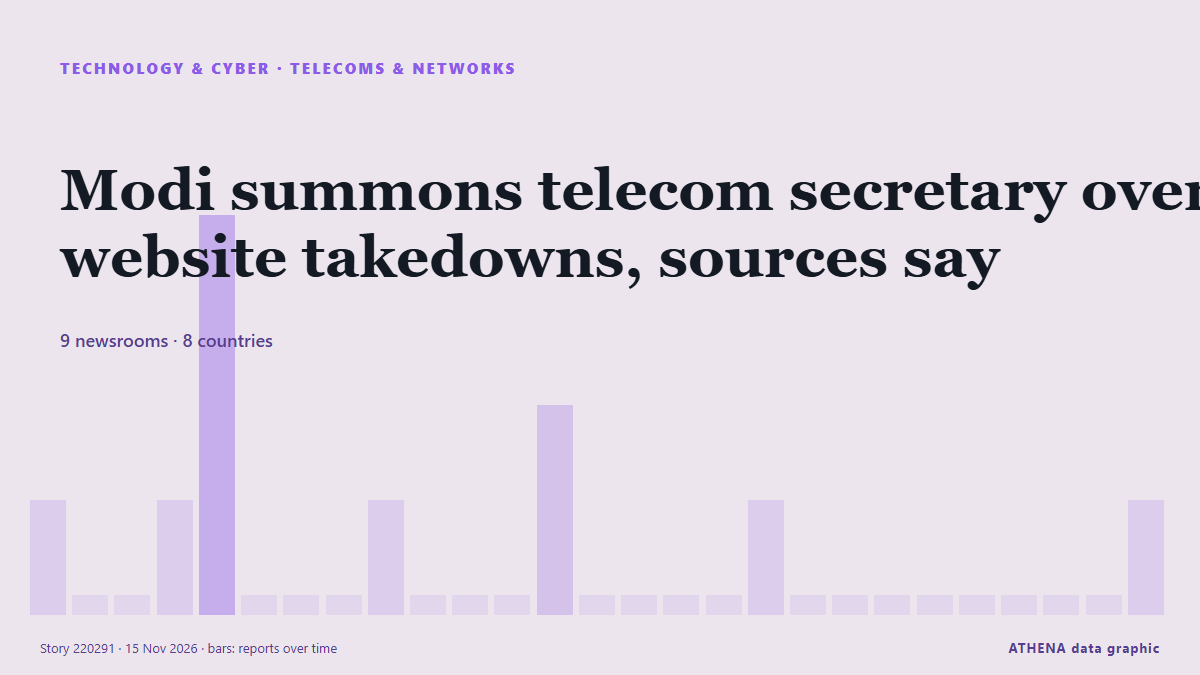 TECHNOLOGY & CYBER · TELECOMS & NETWORKS
Modi summons telecom secretary over
website takedowns, sources say
9 newsrooms · 8 countries
Story 220291 · 15 Nov 2026 · bars: reports over time
ATHENA data graphic